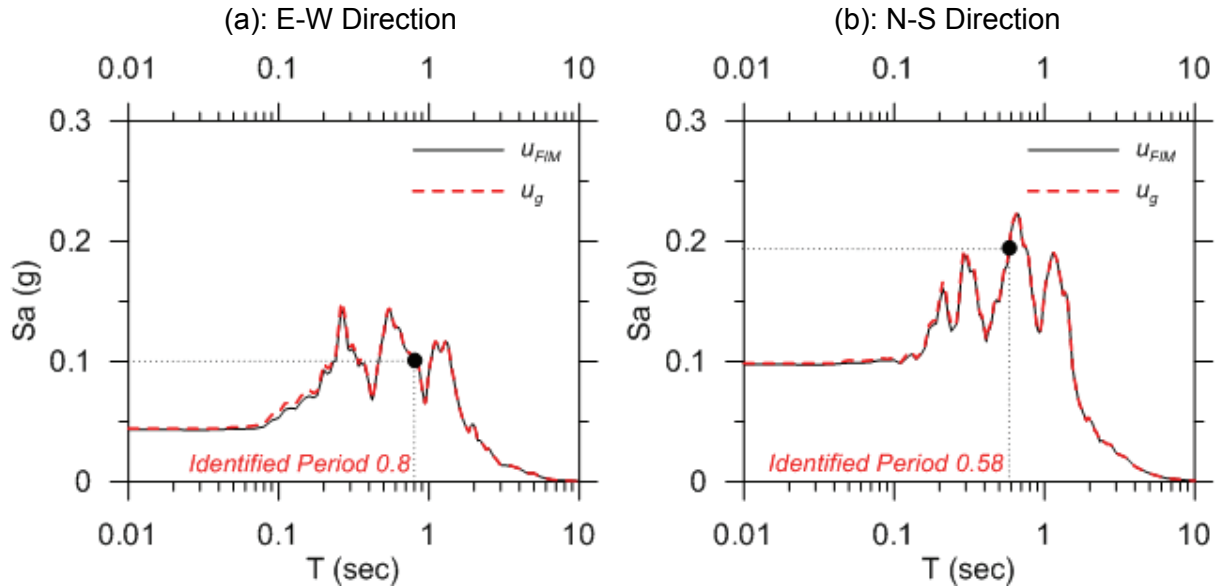 (a): E-W Direction
0.01 0.1 1 10
0.3
u_FIM
u_g
0.2
Sa (g)
0.1
Identified Period 0.8
0
0.01 0.1 1 10
T (sec)
(b): N-S Direction
0.01 0.1 1 10
0.3
u_FIM
u_g
0.2
Sa (g)
0.1
Identified Period 0.58
0
0.01 0.1 1 10
T (sec)